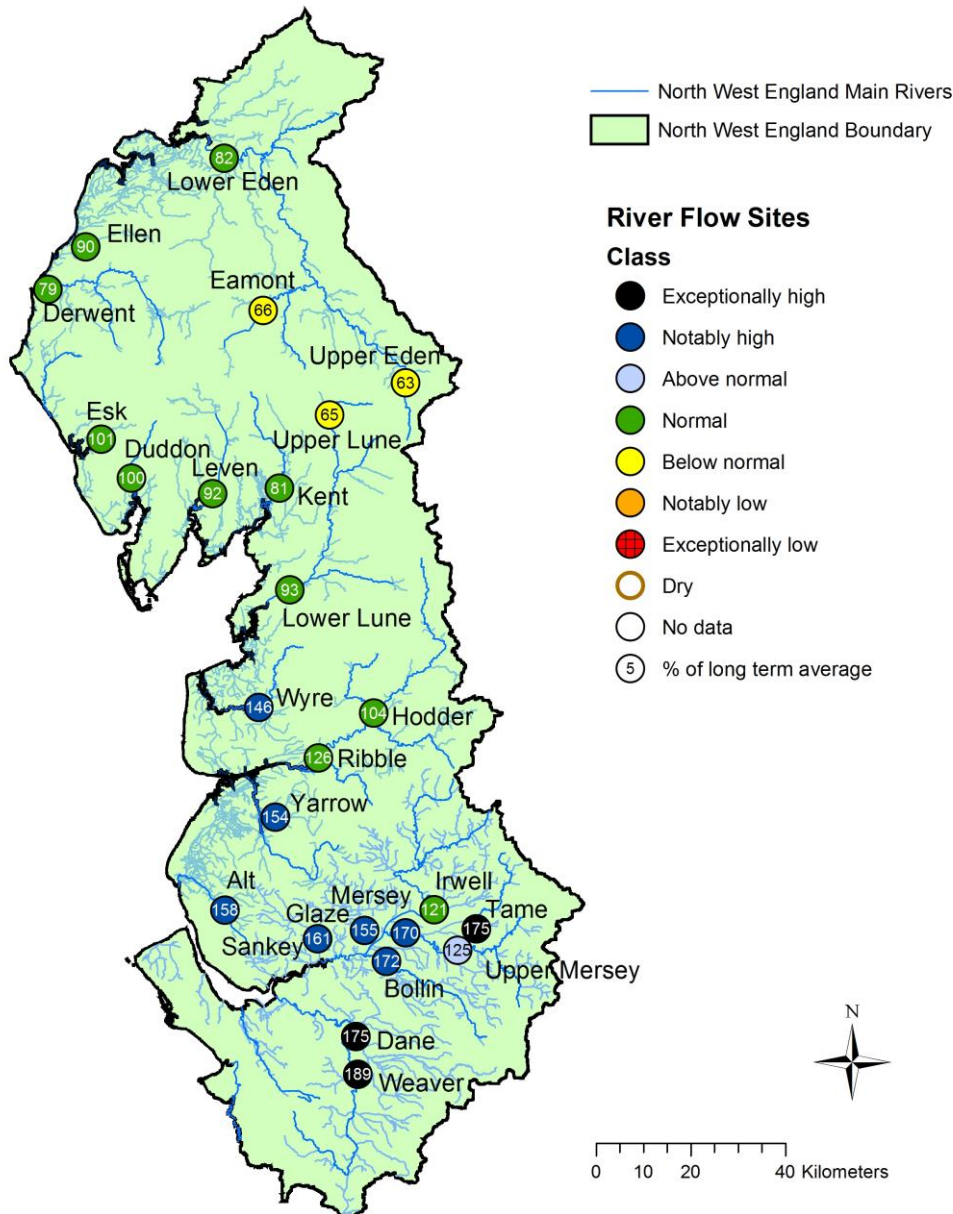 North West England Main Rivers
North West England Boundary
River Flow Sites
Class
Exceptionally high
Notably high
Above normal
Normal
Below normal
Notably low
Exceptionally low
Dry
No data
5 % of long term average
82
Lower Eden
90 Ellen
79
Derwent
Eamont
66
Upper Eden
63
65
Upper Lune
Esk
101
Duddon
100
Leven
92
81
Kent
93
Lower Lune
146 Wyre
104 Hodder
126 Ribble
154 Yarrow
Alt
158
Sankey
161
Glaze
155
Mersey
170
172
Bollin
Irwell
121
Tame
175
125
Upper Mersey
175 Dane
189 Weaver
N
0 10 20 40 Kilometers